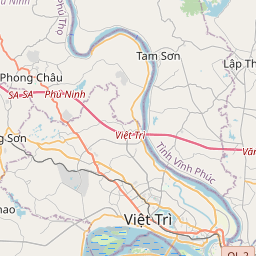 ú Ninh
Phú Thọ
Tam Sơn
Lập Th
Phong Châu
SA-SA
Phú Ninh
Việt Trì
Văn
ng Sơn
Tỉnh Vĩnh Phúc
hao
Việt Trì
QL.2